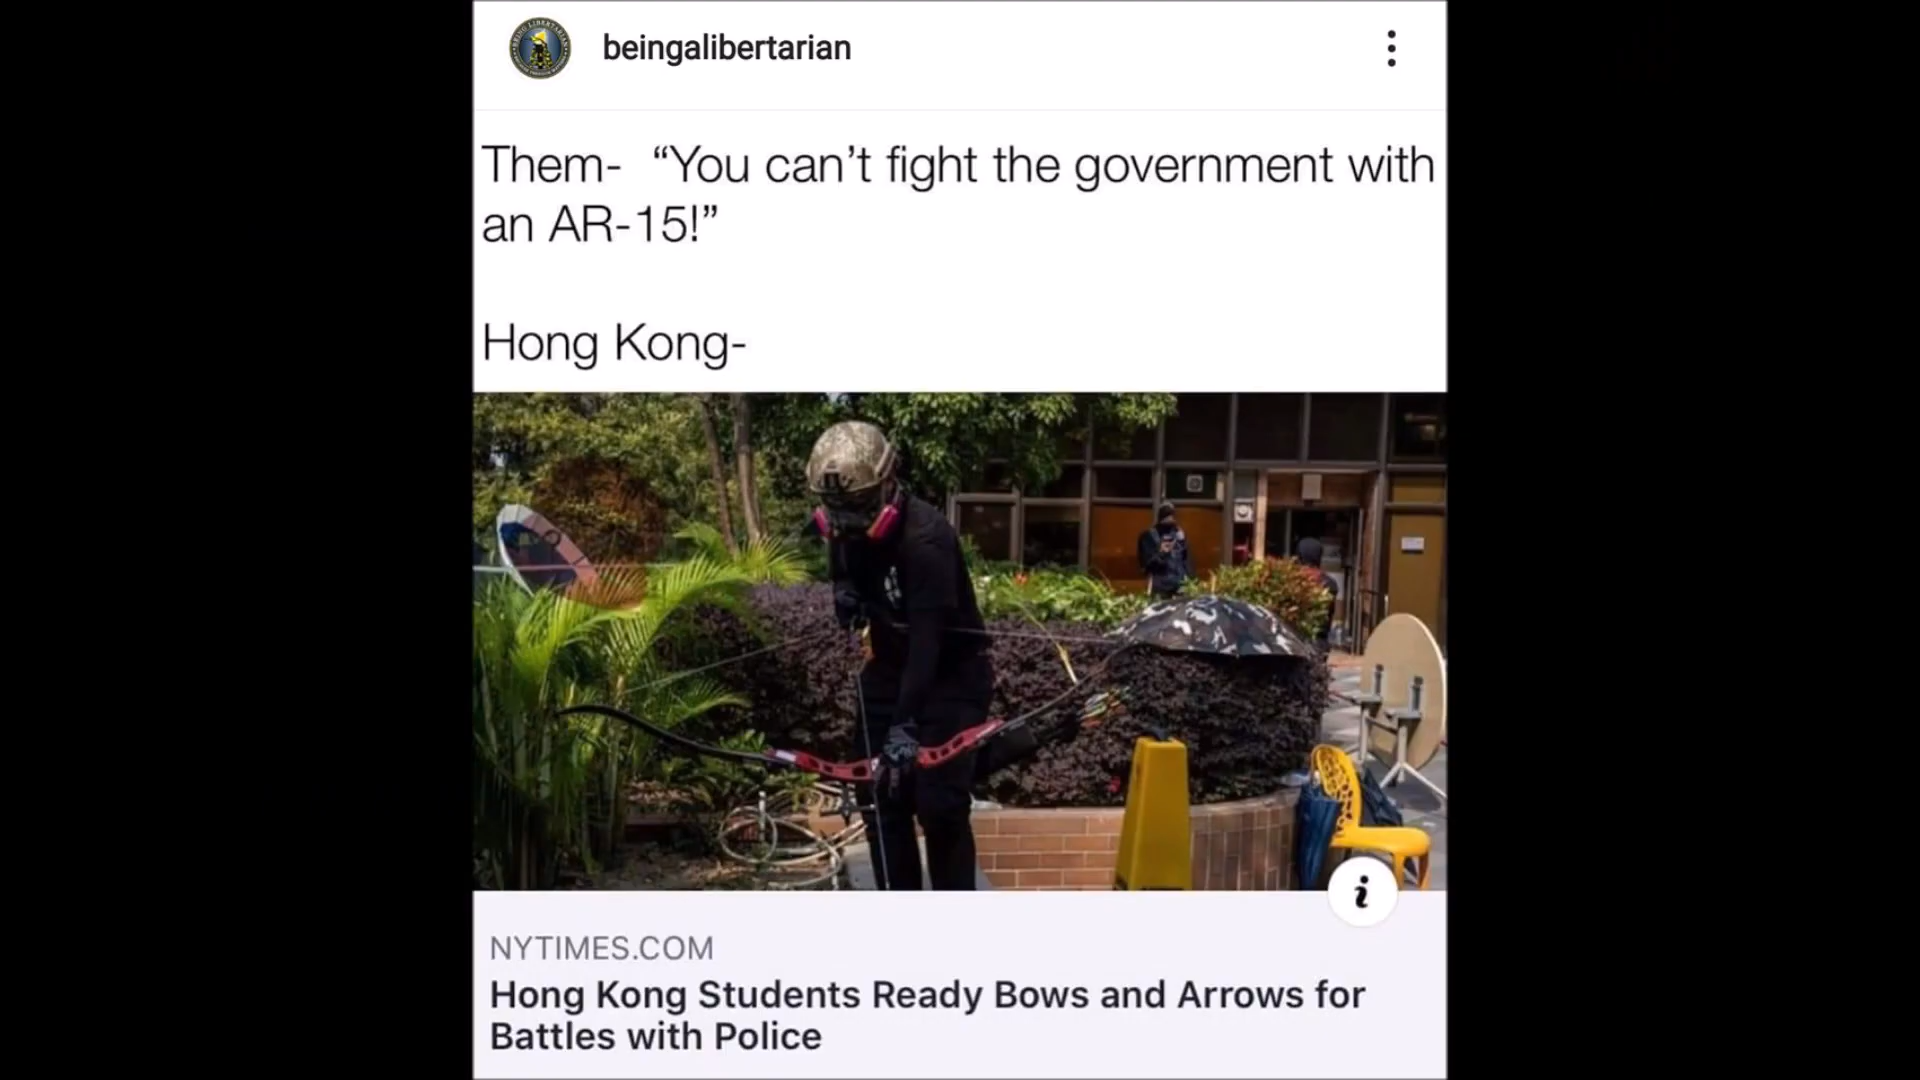 beingalibertarian
Them- “You can’t fight the government with
an AR-15!”
Hong Kong-
i
NYTIMES.COM
Hong Kong Students Ready Bows and Arrows for
Battles with Police